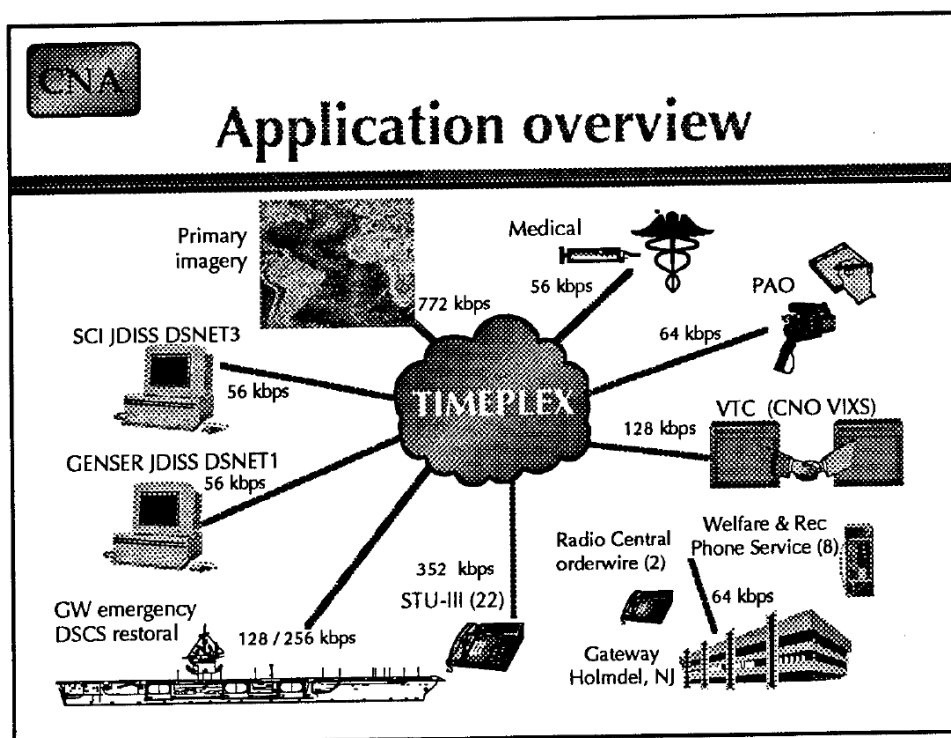 CNA
Application overview
Primary
imagery
772 kbps
Medical
56 kbps
PAO
64 kbps
SCI JDISS DSNET3
56 kbps
TIMEPLEX
VTC (CNO VIXS)
128 kbps
GENSER JDISS DSNET1
56 kbps
Radio Central
orderwire (2)
Welfare & Rec
Phone Service (8)
352 kbps
STU-III (22)
64 kbps
GW emergency
DSCS restoral
128 / 256 kbps
Gateway
Holmdel, NJ